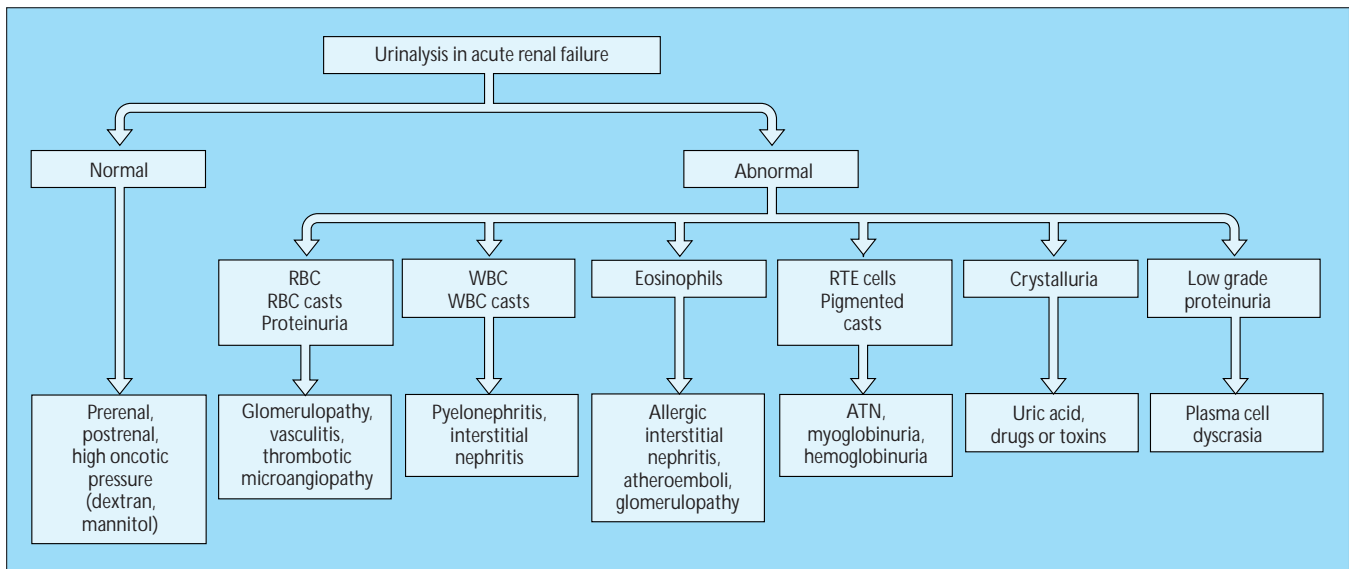 Urinalysis in acute renal failure
Normal
Abnormal
RBC
RBC casts
Proteinuria
WBC
WBC casts
Eosinophils
RTE cells
Pigmented
casts
Crystalluria
Low grade
proteinuria
Prerenal,
postrenal,
high oncotic
pressure
(dextran,
mannitol)
Glomerulopathy,
vasculitis,
thrombotic
microangiopathy
Pyelonephritis,
interstitial
nephritis
Allergic
interstitial
nephritis,
atheroemboli,
glomerulopathy
ATN,
myoglobinuria,
hemoglobinuria
Uric acid,
drugs or toxins
Plasma cell
dyscrasia